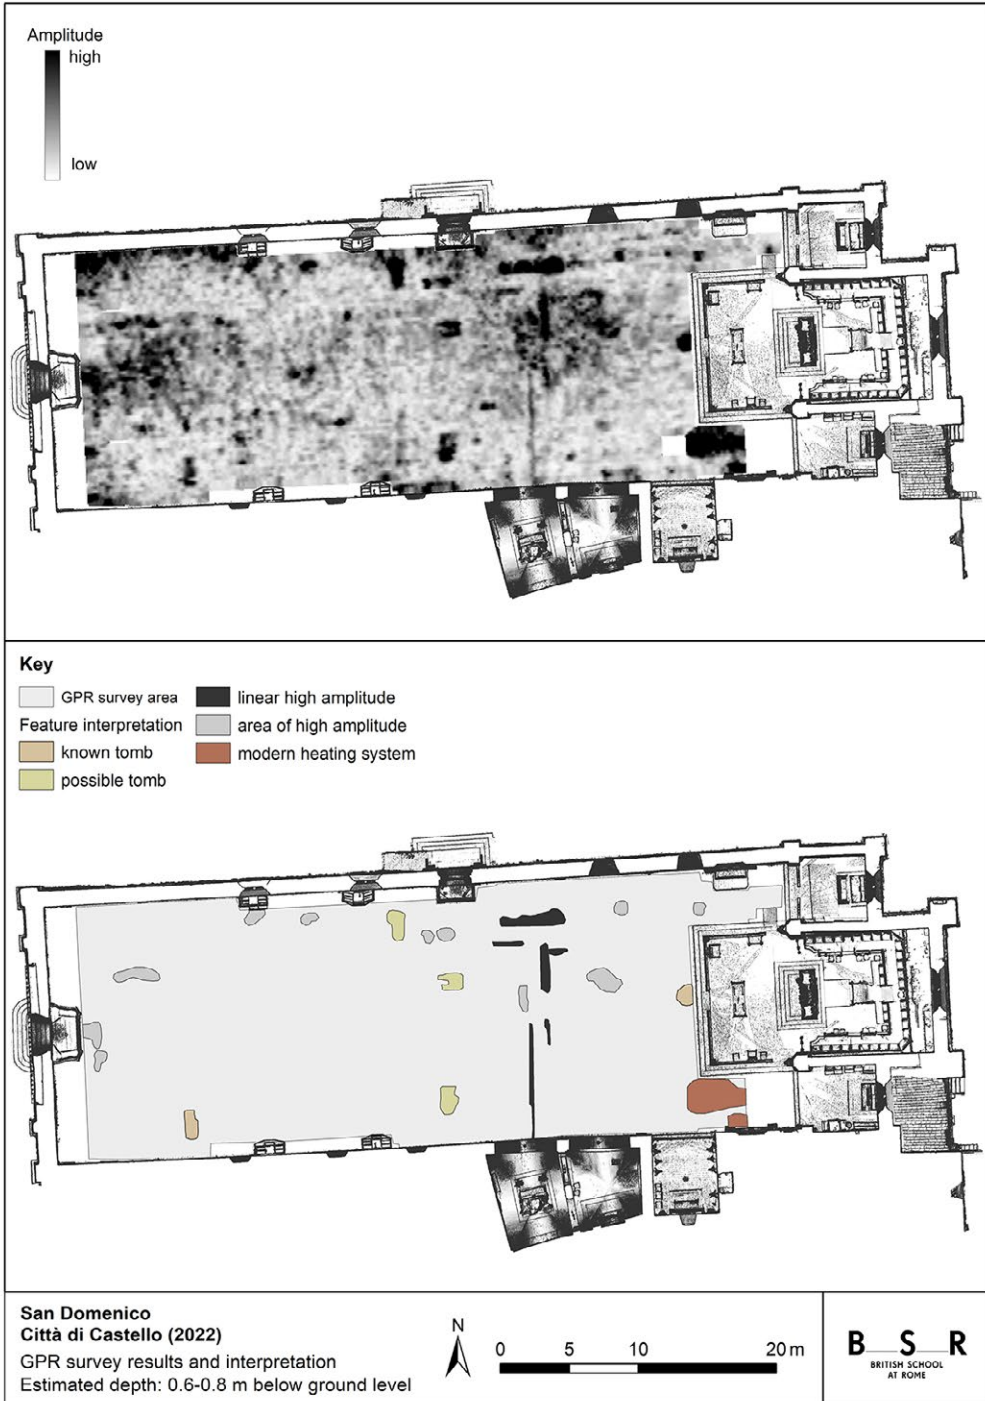 Amplitude
high
low
Key
GPR survey area
Feature interpretation
known tomb
possible tomb
linear high amplitude
area of high amplitude
modern heating system
San Domenico
Città di Castello (2022)
GPR survey results and interpretation
Estimated depth: 0.6-0.8 m below ground level
N
0 5 10 20 m
B S R
BRITISH SCHOOL
AT ROME